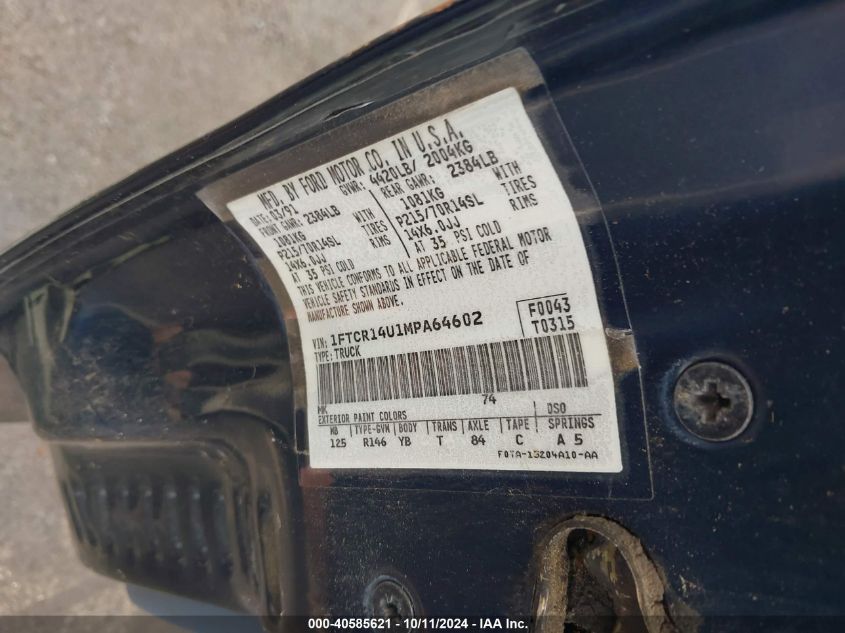 MFD. BY FORD MOTOR CO. IN U.S.A.
DATE: 03/91 GVWR: 4420LB/ 2004KG
FRONT GAWR: 2384LB REAR GAWR: 2384LB
1081KG WITH 1081KG WITH
P215/70R14SL TIRES P215/70R14SL TIRES
14X6.0JJ RIMS 14X6.0JJ RIMS
AT 35 PSI COLD AT 35 PSI COLD
THIS VEHICLE CONFORMS TO ALL APPLICABLE FEDERAL MOTOR
VEHICLE SAFETY STANDARDS IN EFFECT ON THE DATE OF
MANUFACTURE SHOWN ABOVE.
VIN: 1FTCR14U1MPA64602 F0043
TYPE: TRUCK T0315
74
MK
EXTERIOR PAINT COLORS DSO
WB TYPE-GVW BODY TRANS AXLE TAPE SPRINGS
125 R146 YB T 84 C A 5
F0TA-15204A10-AA
000-40585621 - 10/11/2024 - IAA Inc.